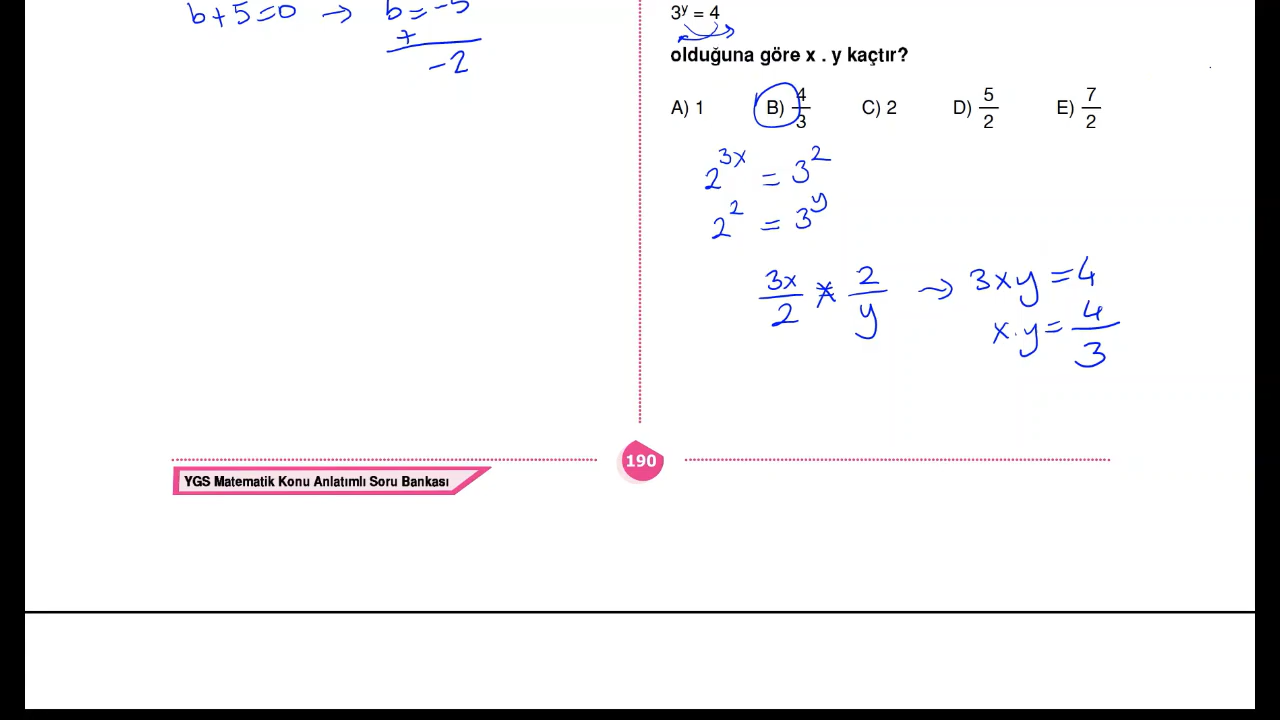 b+5=0 → b=-5
+
-2
3ʸ = 4
olduğuna göre x . y kaçtır?
A) 1 B) 4/3 C) 2 D) 5/2 E) 7/2
2³ˣ = 3²
2² = 3ʸ
3x/2 * 2/y → 3xy = 4
x.y = 4/3
190
YGS Matematik Konu Anlatımlı Soru Bankası